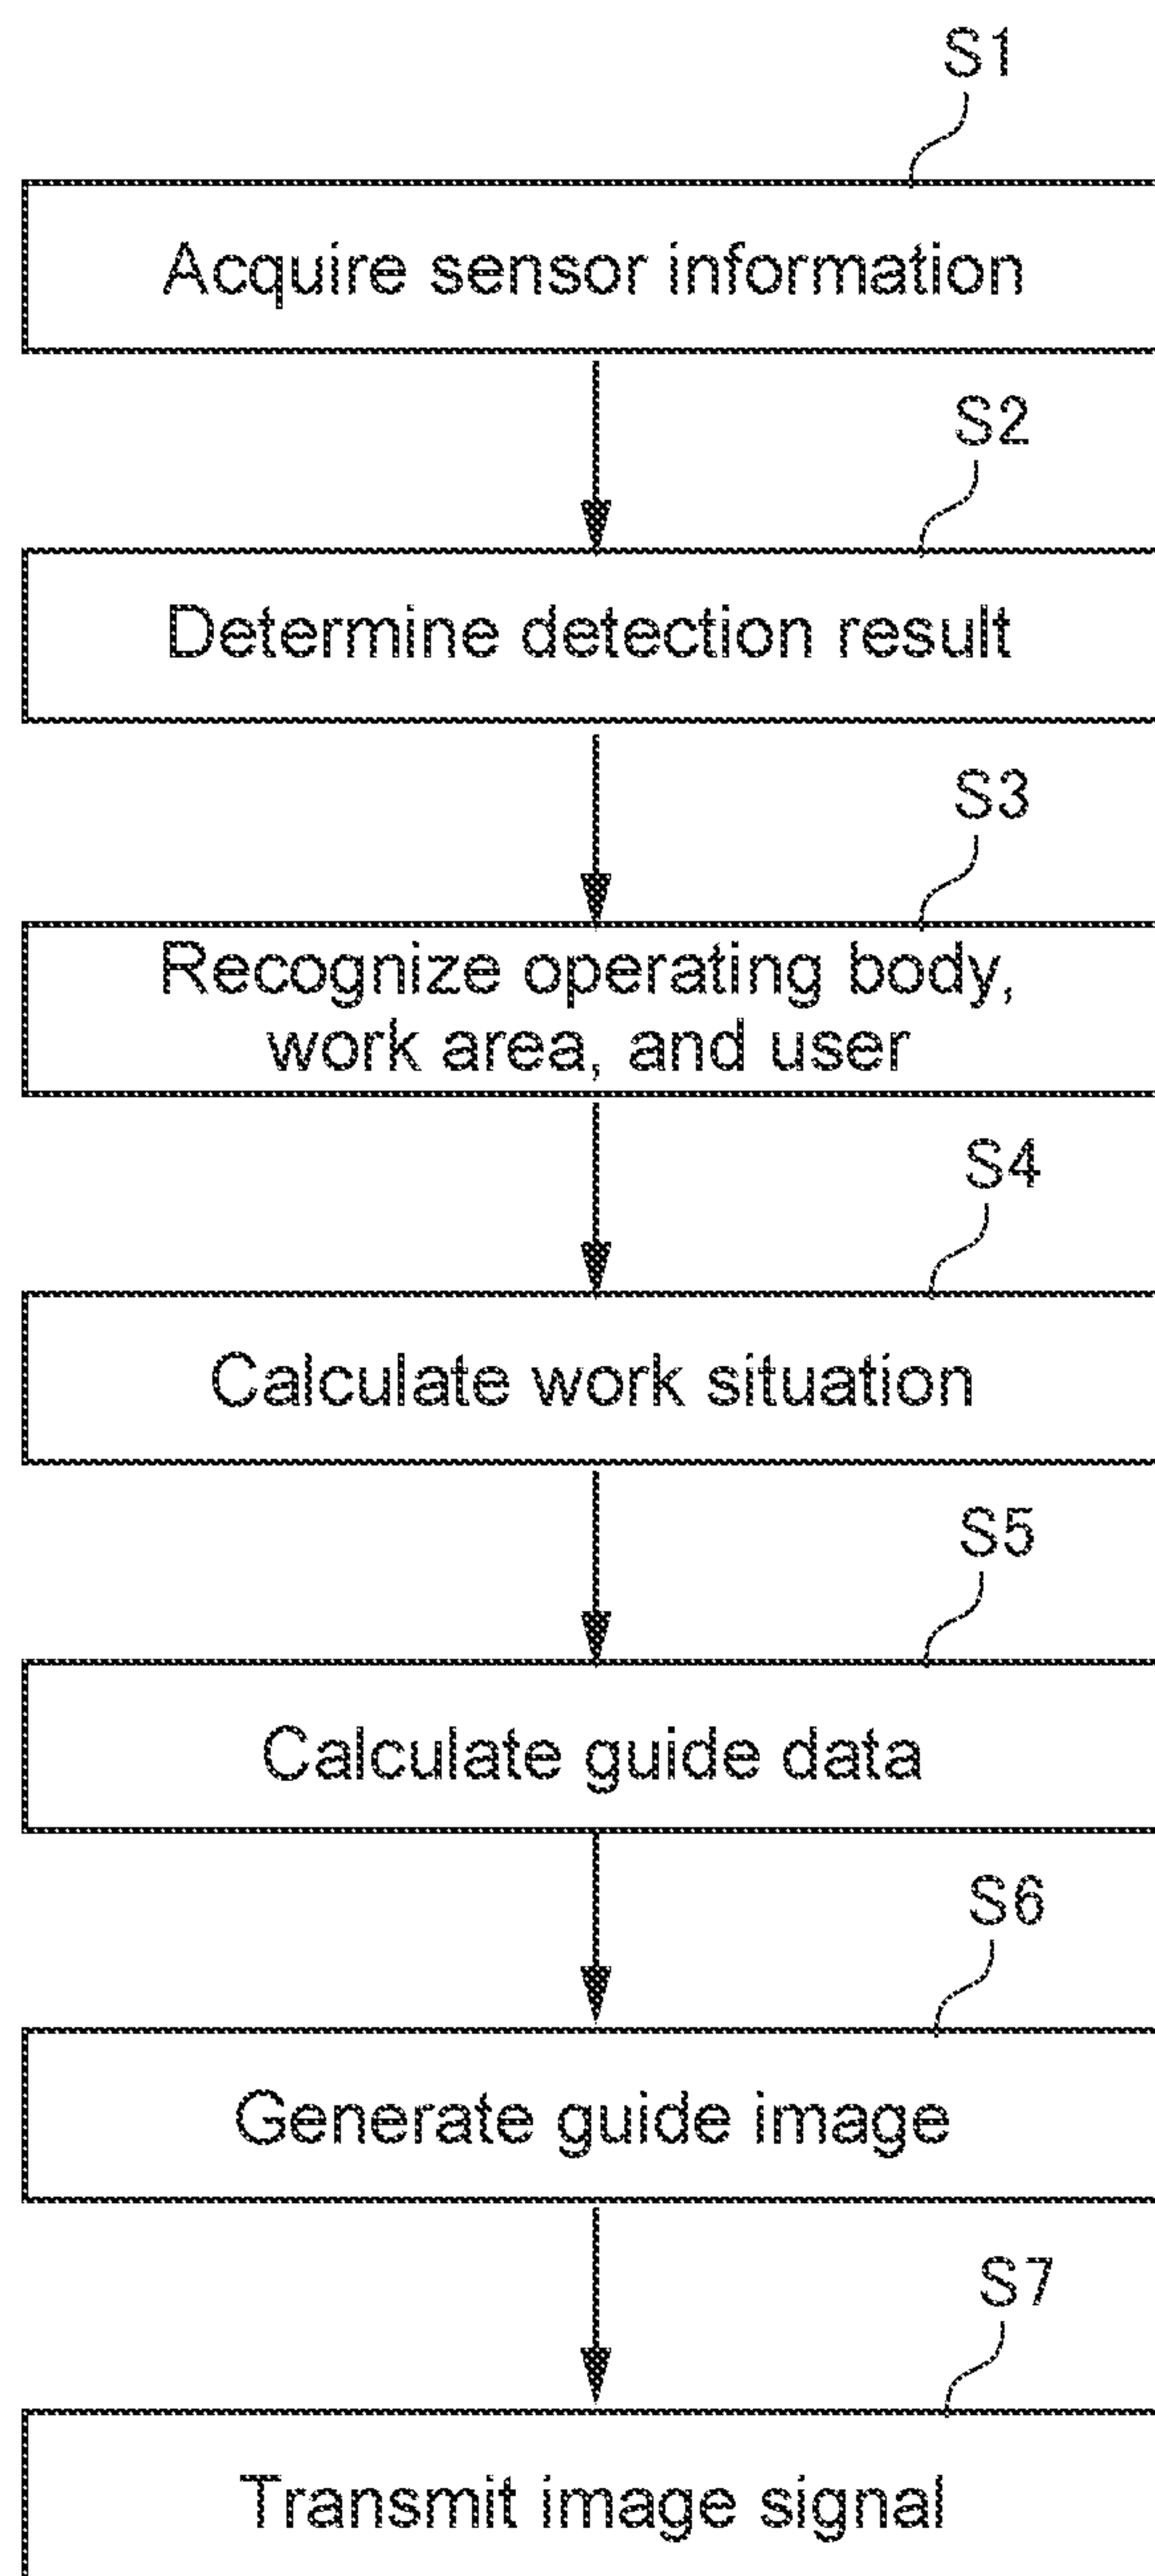 S1
Acquire sensor information
S2
Determine detection result
S3
Recognize operating body,
work area, and user
S4
Calculate work situation
S5
Calculate guide data
S6
Generate guide image
S7
Transmit image signal